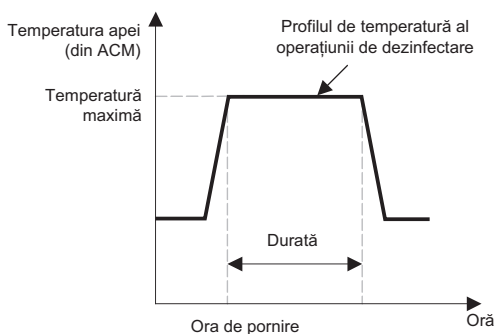 Temperatura apei
(din ACM)
Profilul de temperatură al
operațiunii de dezinfectare
Temperatură
maximă
Durată
Ora de pornire
Oră